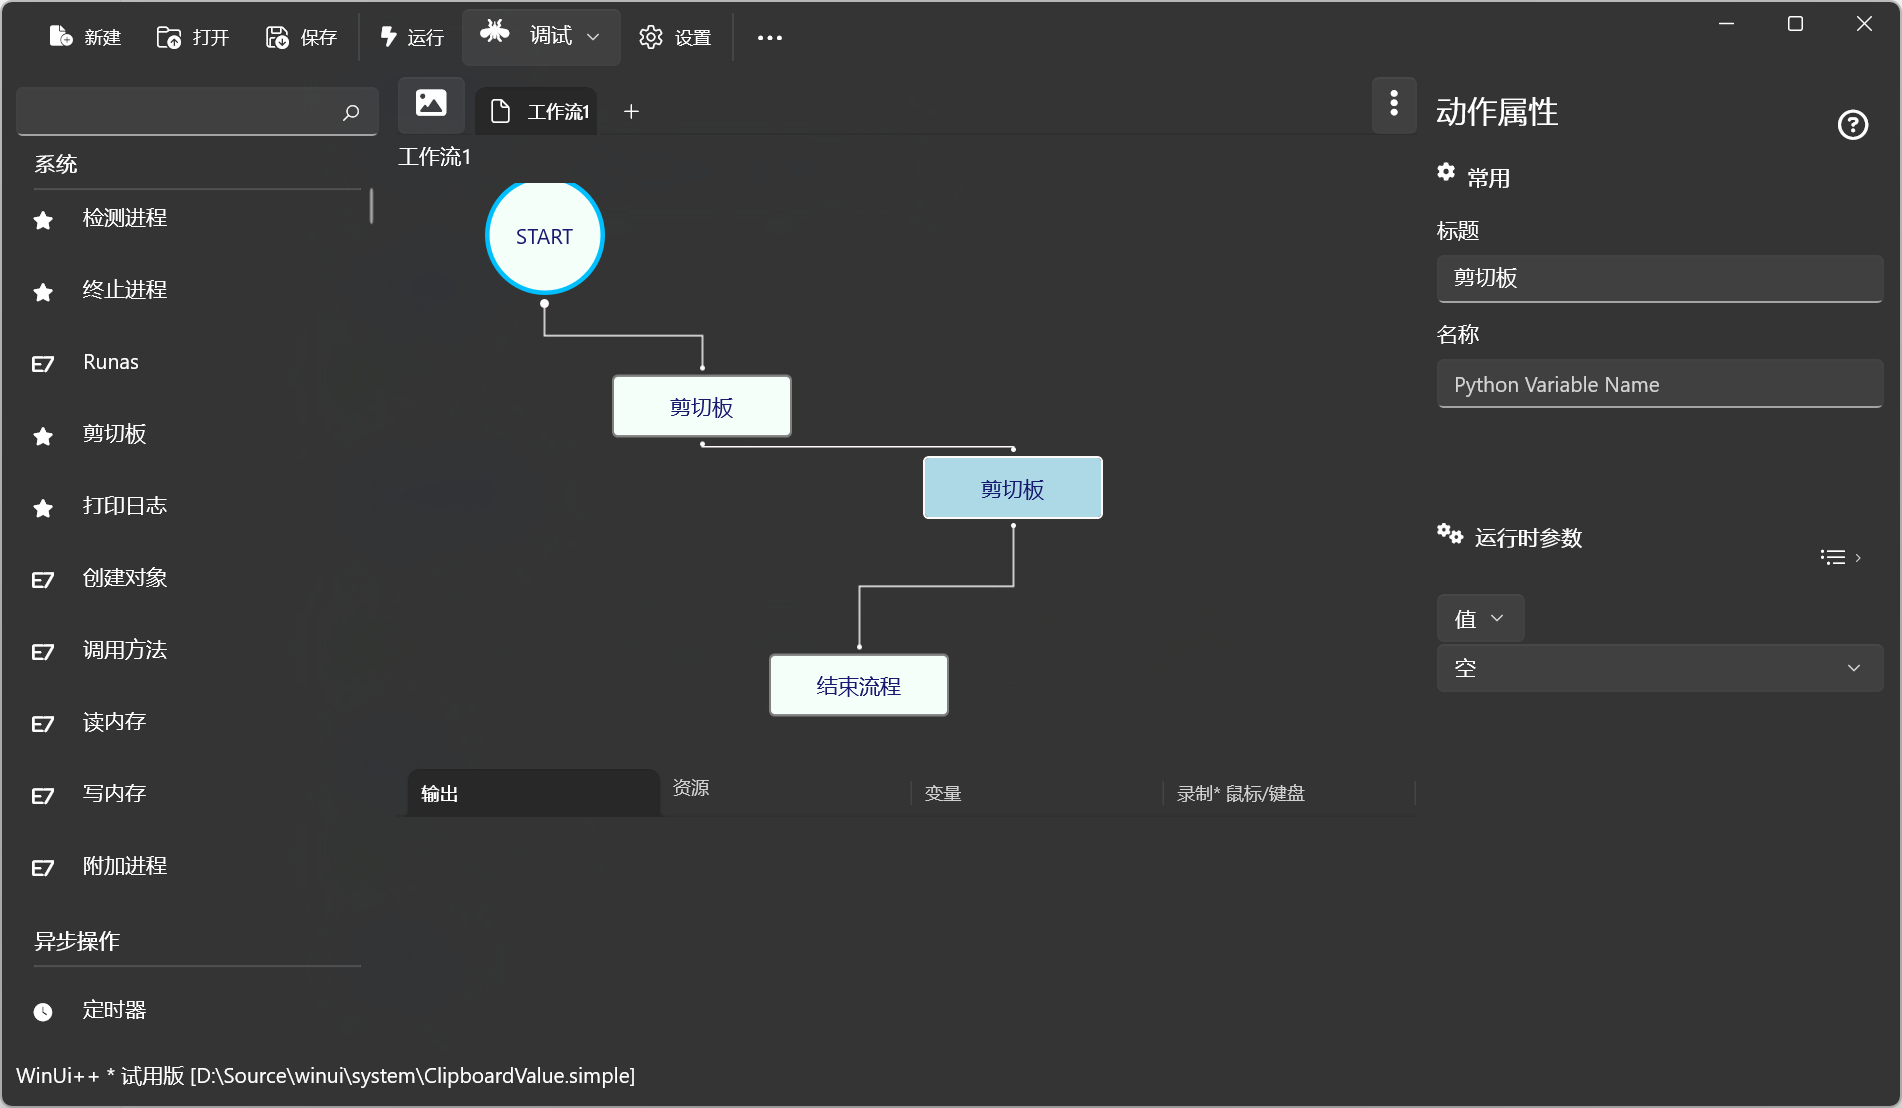 新建
打开
保存
运行
调试
设置
工作流1
工作流1
系统
检测进程
终止进程
Runas
剪切板
打印日志
创建对象
调用方法
读内存
写内存
附加进程
异步操作
定时器
START
剪切板
剪切板
结束流程
输出
资源
变量
录制* 鼠标/键盘
动作属性
常用
标题
剪切板
名称
Python Variable Name
运行时参数
值
空
WinUi++ * 试用版 [D:\Source\winui\system\ClipboardValue.simple]